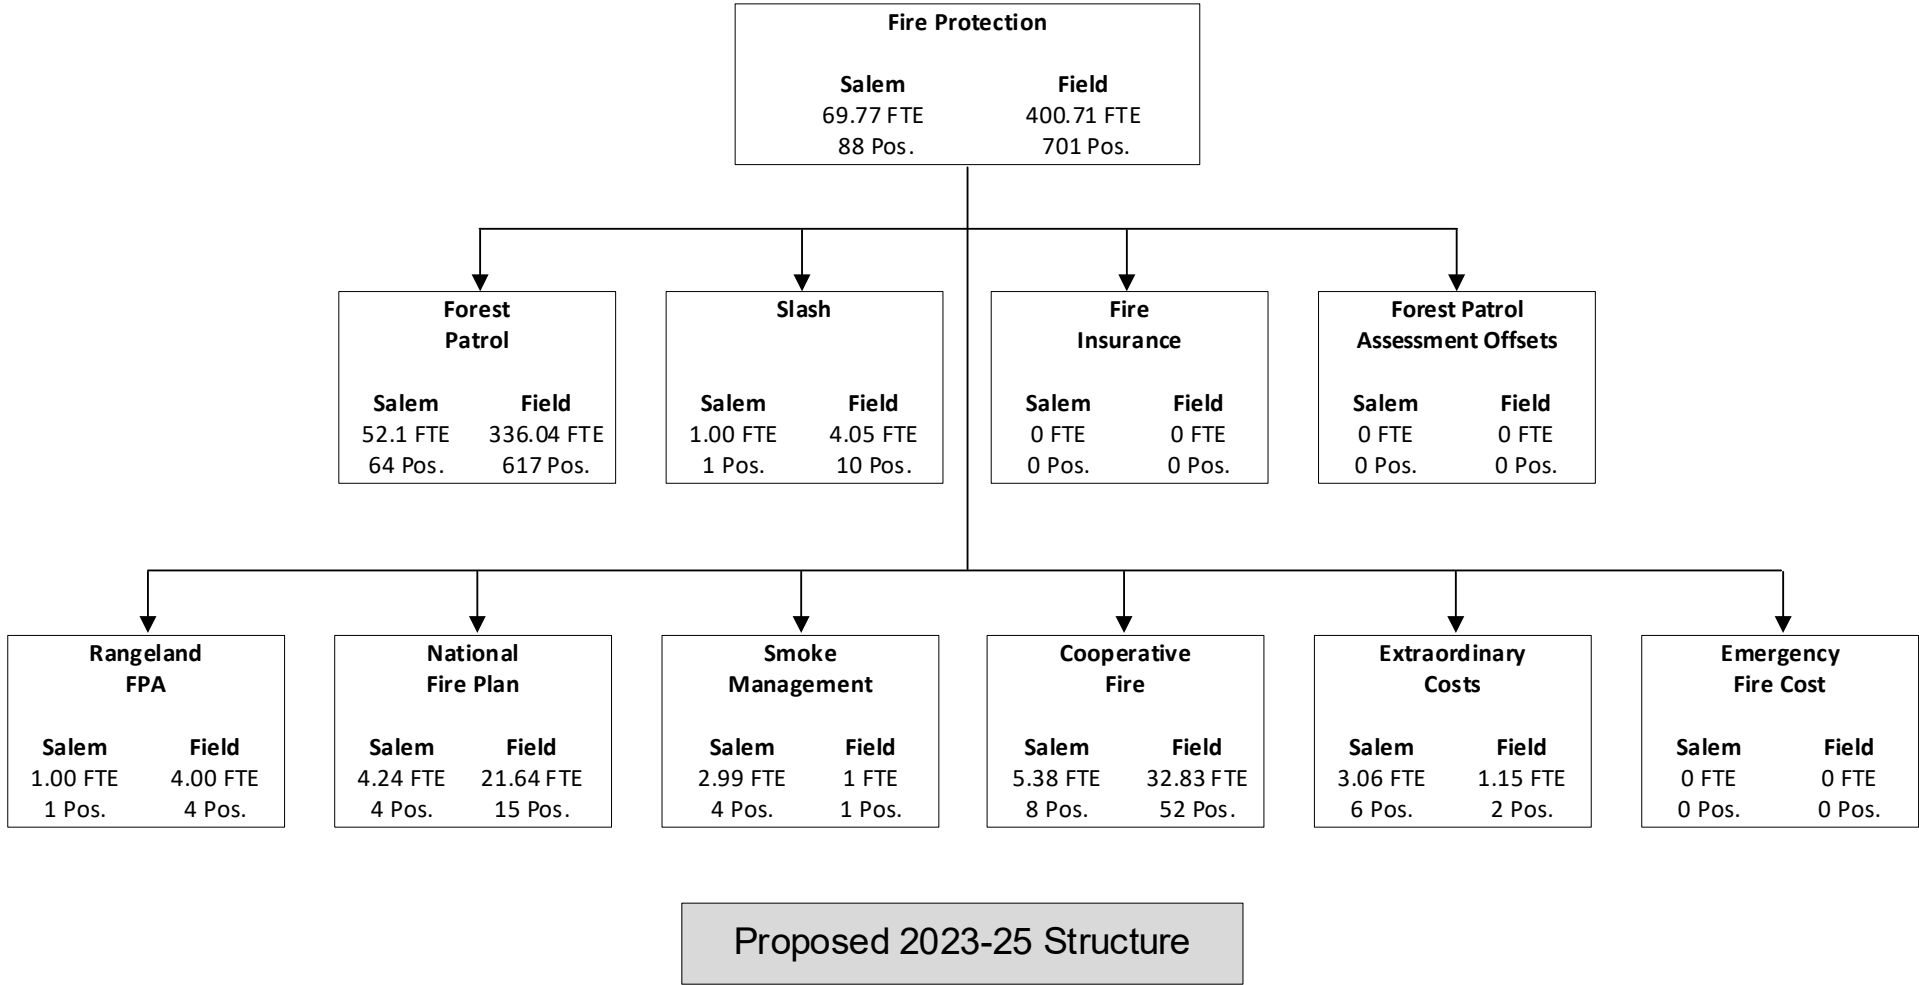 Fire Protection
Salem Field
69.77 FTE 400.71 FTE
88 Pos. 701 Pos.
Forest
Patrol
Salem Field
52.1 FTE 336.04 FTE
64 Pos. 617 Pos.
Slash
Salem Field
1.00 FTE 4.05 FTE
1 Pos. 10 Pos.
Fire
Insurance
Salem Field
0 FTE 0 FTE
0 Pos. 0 Pos.
Forest Patrol
Assessment Offsets
Salem Field
0 FTE 0 FTE
0 Pos. 0 Pos.
Rangeland
FPA
Salem Field
1.00 FTE 4.00 FTE
1 Pos. 4 Pos.
National
Fire Plan
Salem Field
4.24 FTE 21.64 FTE
4 Pos. 15 Pos.
Smoke
Management
Salem Field
2.99 FTE 1 FTE
4 Pos. 1 Pos.
Cooperative
Fire
Salem Field
5.38 FTE 32.83 FTE
8 Pos. 52 Pos.
Extraordinary
Costs
Salem Field
3.06 FTE 1.15 FTE
6 Pos. 2 Pos.
Emergency
Fire Cost
Salem Field
0 FTE 0 FTE
0 Pos. 0 Pos.
Proposed 2023-25 Structure